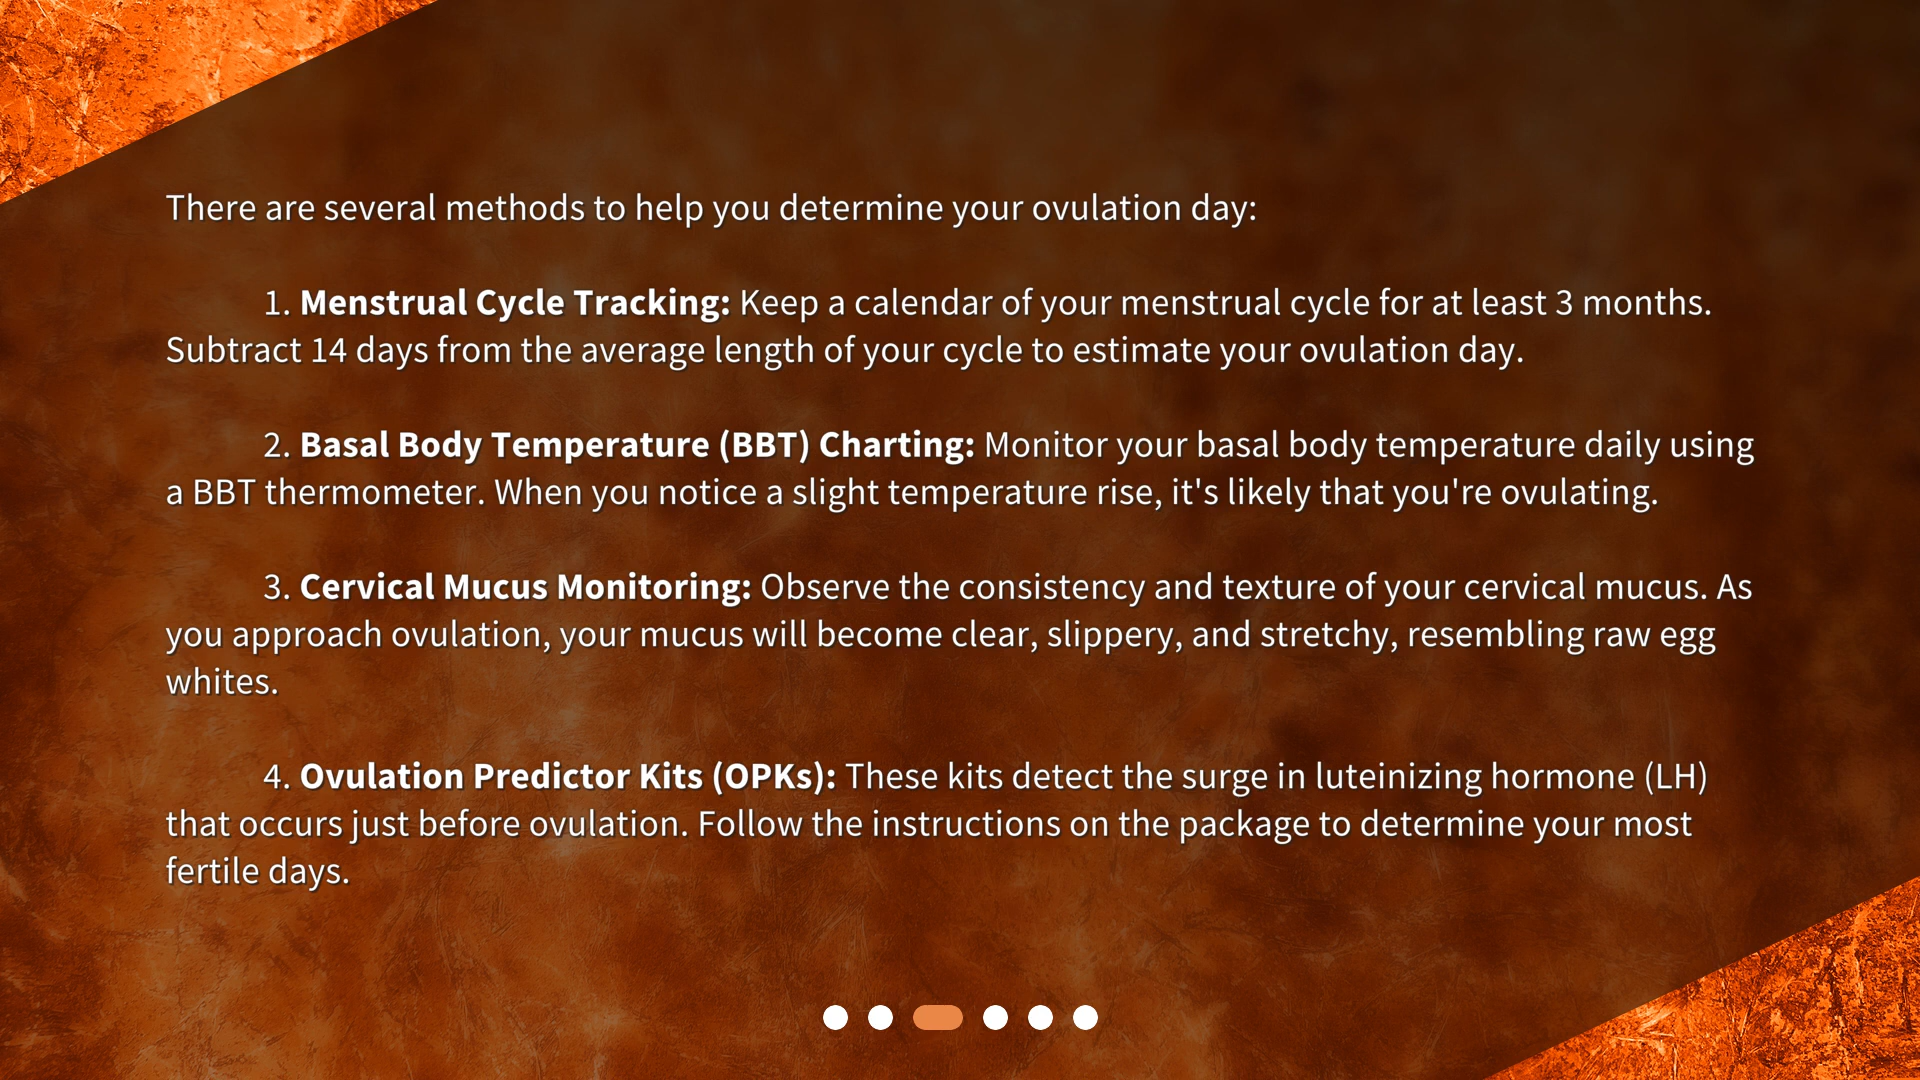 There are several methods to help you determine your ovulation day:
1. Menstrual Cycle Tracking: Keep a calendar of your menstrual cycle for at least 3 months.
Subtract 14 days from the average length of your cycle to estimate your ovulation day.
2. Basal Body Temperature (BBT) Charting: Monitor your basal body temperature daily using
a BBT thermometer. When you notice a slight temperature rise, it's likely that you're ovulating.
3. Cervical Mucus Monitoring: Observe the consistency and texture of your cervical mucus. As
you approach ovulation, your mucus will become clear, slippery, and stretchy, resembling raw egg
whites.
4. Ovulation Predictor Kits (OPKs): These kits detect the surge in luteinizing hormone (LH)
that occurs just before ovulation. Follow the instructions on the package to determine your most
fertile days.